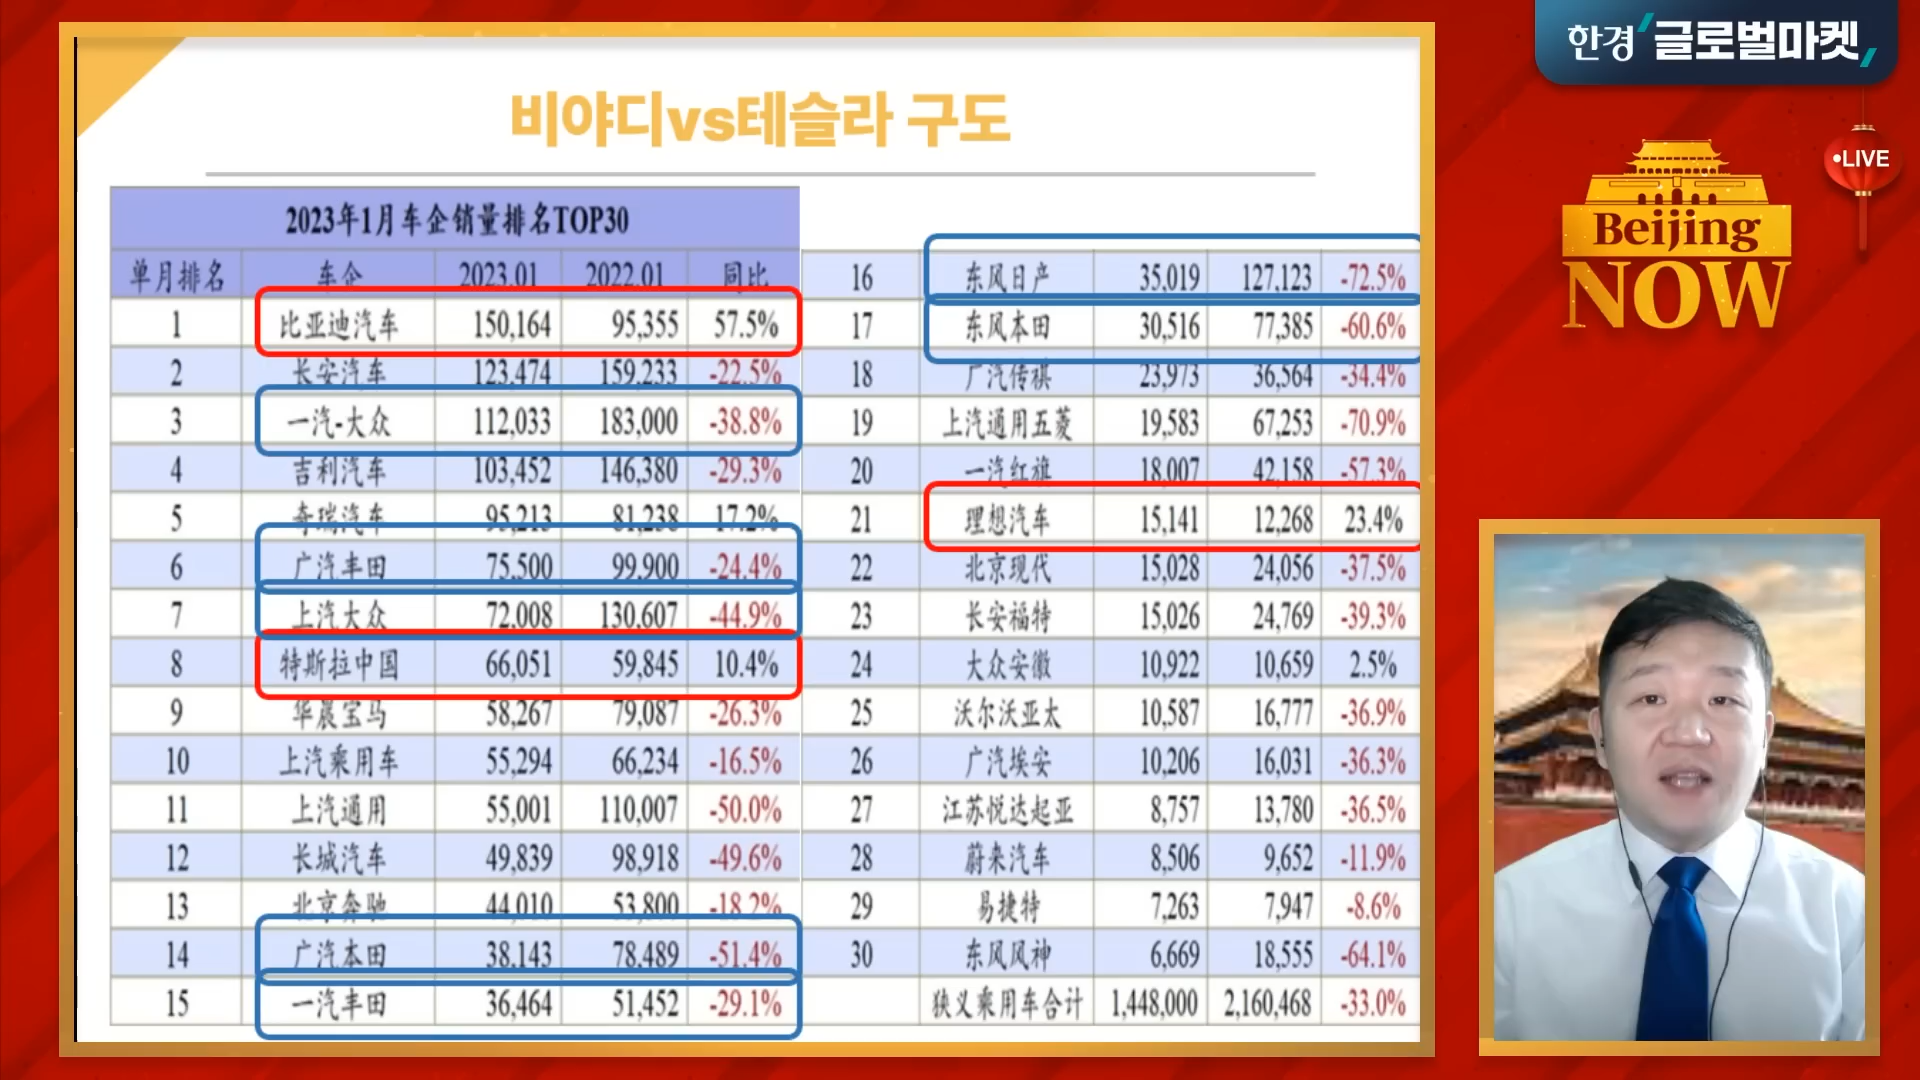 비야디vs테슬라 구도
2023年1月车企销量排名TOP30
单月排名 车企 2023.01 2022.01 同比
1 比亚迪汽车 150,164 95,355 57.5%
2 长安汽车 123,474 159,233 -22.5%
3 一汽-大众 112,033 183,000 -38.8%
4 吉利汽车 103,452 146,380 -29.3%
5 奇瑞汽车 95,213 81,238 17.2%
6 广汽丰田 75,500 99,900 -24.4%
7 上汽大众 72,008 130,607 -44.9%
8 特斯拉中国 66,051 59,845 10.4%
9 华晨宝马 58,267 79,087 -26.3%
10 上汽乘用车 55,294 66,234 -16.5%
11 上汽通用 55,001 110,007 -50.0%
12 长城汽车 49,839 98,918 -49.6%
13 北京奔驰 44,010 53,800 -18.2%
14 广汽本田 38,143 78,489 -51.4%
15 一汽丰田 36,464 51,452 -29.1%
16 东风日产 35,019 127,123 -72.5%
17 东风本田 30,516 77,385 -60.6%
18 广汽传祺 23,973 36,564 -34.4%
19 上汽通用五菱 19,583 67,253 -70.9%
20 一汽红旗 18,007 42,158 -57.3%
21 理想汽车 15,141 12,268 23.4%
22 北京现代 15,028 24,056 -37.5%
23 长安福特 15,026 24,769 -39.3%
24 大众安徽 10,922 10,659 2.5%
25 沃尔沃亚太 10,587 16,777 -36.9%
26 广汽埃安 10,206 16,031 -36.3%
27 江苏悦达起亚 8,757 13,780 -36.5%
28 蔚来汽车 8,506 9,652 -11.9%
29 易捷特 7,263 7,947 -8.6%
30 东风风神 6,669 18,555 -64.1%
狭义乘用车合计 1,448,000 2,160,468 -33.0%
한경 글로벌마켓
•LIVE
Beijing
NOW